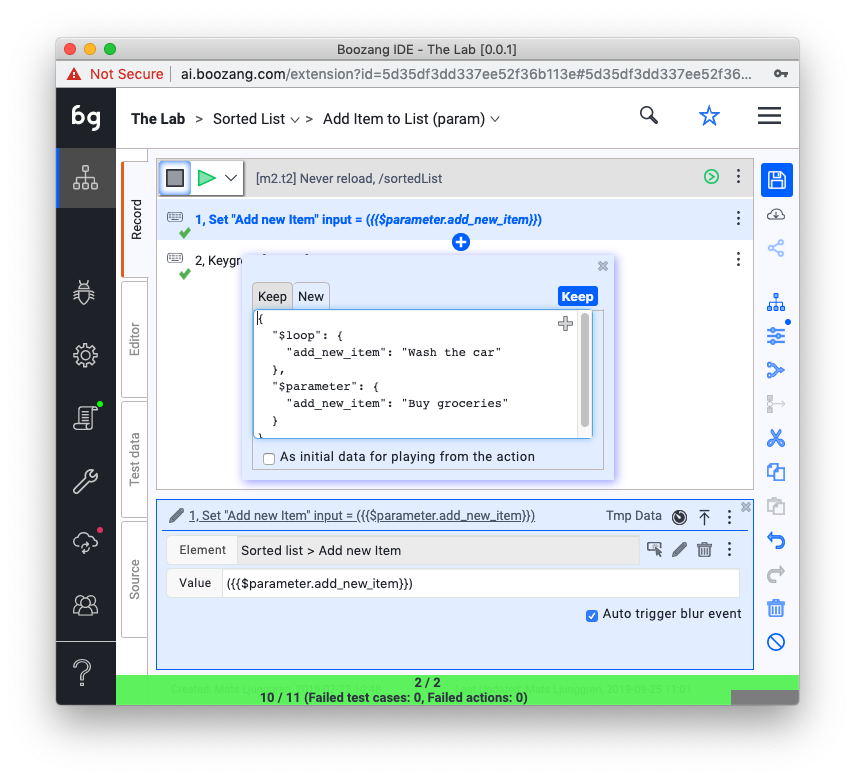 Boozang IDE - The Lab [0.0.1]
Not Secure | ai.boozang.com/extension?id=5d35df3dd337ee52f36b113e#5d35df3dd337ee52f36...
bg
The Lab > Sorted List > Add Item to List (param)
[m2.t2] Never reload, /sortedList
Record
1, Set "Add new Item" input = ({{$parameter.add_new_item}})
2, Keygr
Keep New Keep
{
"$loop": {
"add_new_item": "Wash the car"
},
"$parameter": {
"add_new_item": "Buy groceries"
}
}
As initial data for playing from the action
Editor
Test data
Source
1, Set "Add new Item" input = ({{$parameter.add_new_item}}) Tmp Data
Element Sorted list > Add new Item
Value ({{$parameter.add_new_item}})
Auto trigger blur event
2 / 2
10 / 11 (Failed test cases: 0, Failed actions: 0)